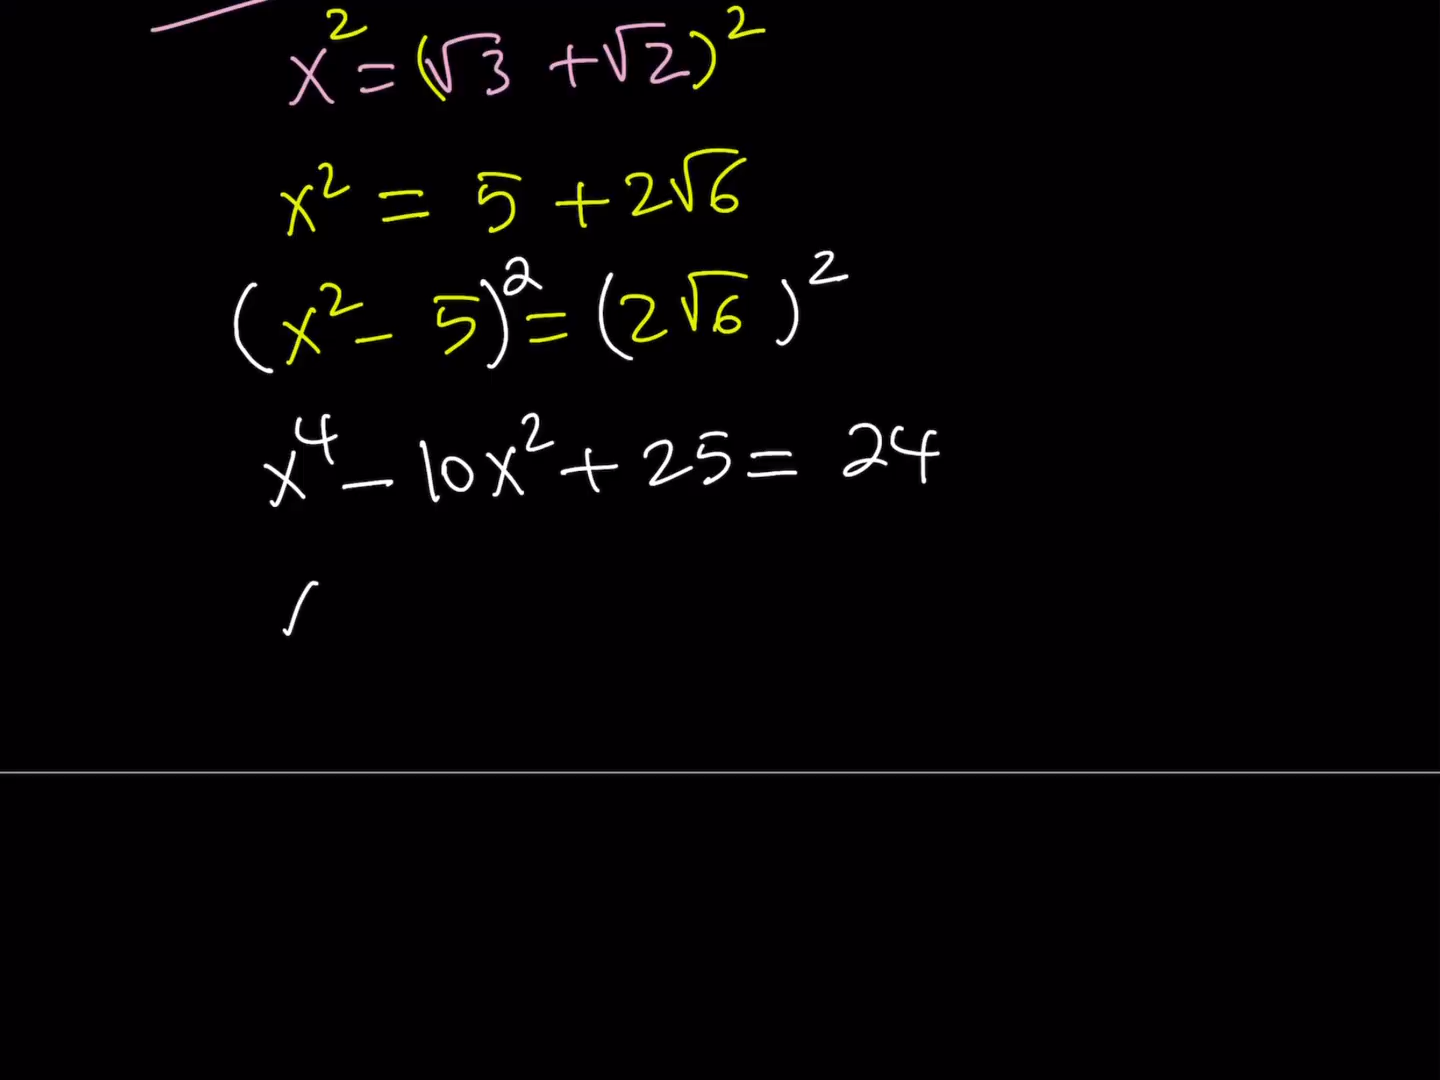 x² = (√3 + √2)²
x² = 5 + 2√6
(x² - 5)² = (2√6)²
x⁴ - 10x² + 25 = 24